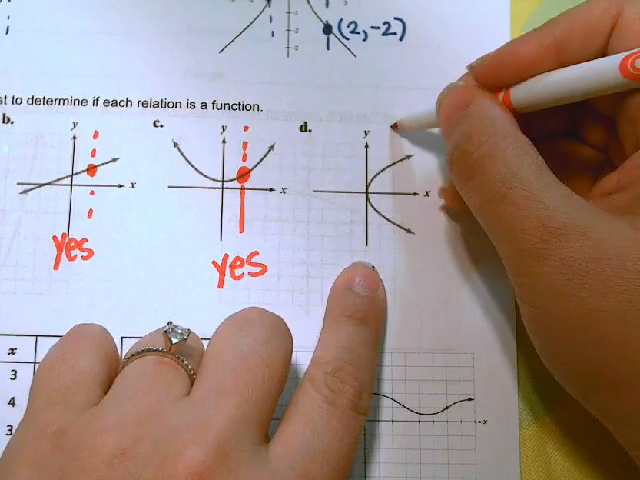 (2,-2)
st to determine if each relation is a function.
b. y x
c. y x
d. y x
yes
yes
x
3
4
3
x